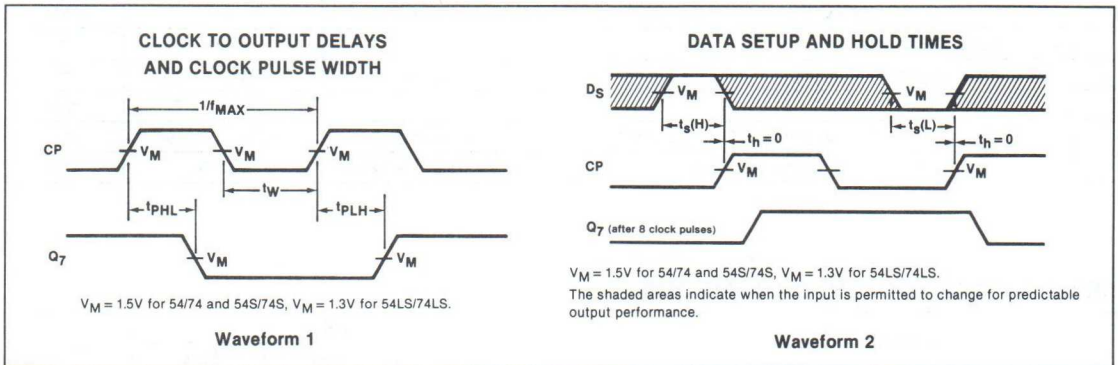 CLOCK TO OUTPUT DELAYS
AND CLOCK PULSE WIDTH
1/fMAX
CP
VM
VM
VM
tW
tPHL
tPLH
Q7
VM
VM
VM = 1.5V for 54/74 and 54S/74S, VM = 1.3V for 54LS/74LS.
Waveform 1
DATA SETUP AND HOLD TIMES
DS
VM
VM
ts(H)
ts(L)
th = 0
th = 0
CP
VM
VM
Q7 (after 8 clock pulses)
VM = 1.5V for 54/74 and 54S/74S, VM = 1.3V for 54LS/74LS.
The shaded areas indicate when the input is permitted to change for predictable
output performance.
Waveform 2